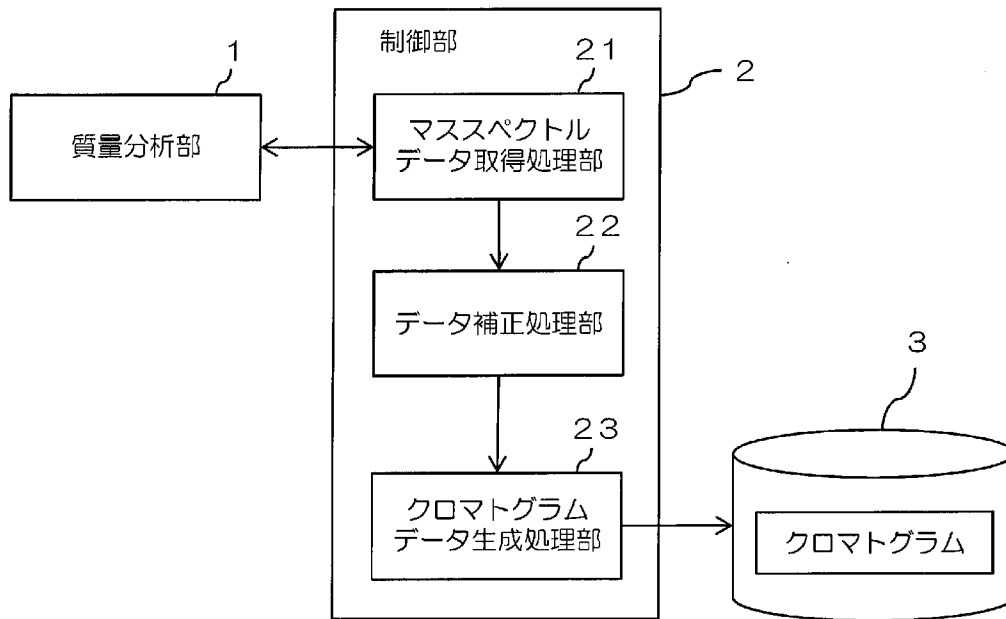 制御部
1
質量分析部
21
2
マススペクトル
データ取得処理部
22
データ補正処理部
23
クロマトグラム
データ生成処理部
3
クロマトグラム